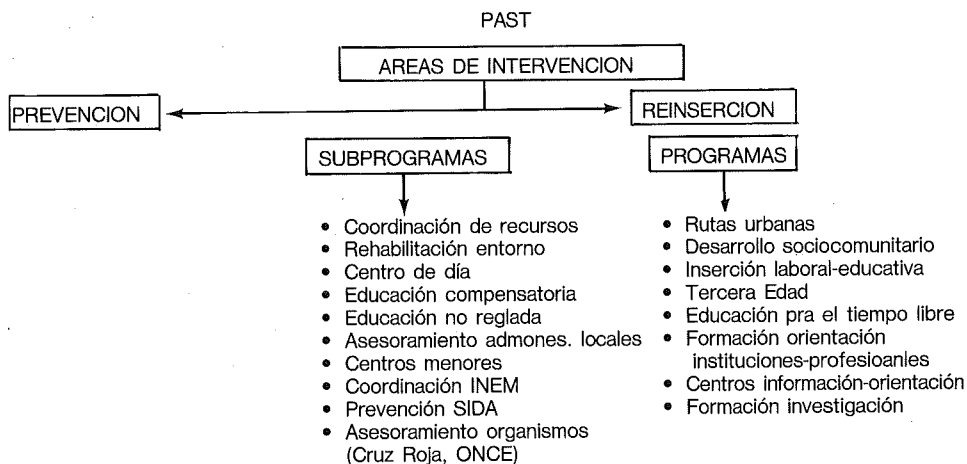 PAST
AREAS DE INTERVENCION
PREVENCION
REINSERCION
SUBPROGRAMAS
• Coordinación de recursos
• Rehabilitación entorno
• Centro de día
• Educación compensatoria
• Educación no reglada
• Asesoramiento admones. locales
• Centros menores
• Coordinación INEM
• Prevención SIDA
• Asesoramiento organismos
(Cruz Roja, ONCE)
PROGRAMAS
• Rutas urbanas
• Desarrollo sociocomunitario
• Inserción laboral-educativa
• Tercera Edad
• Educación pra el tiempo libre
• Formación orientación
instituciones-profesioanles
• Centros información-orientación
• Formación investigación